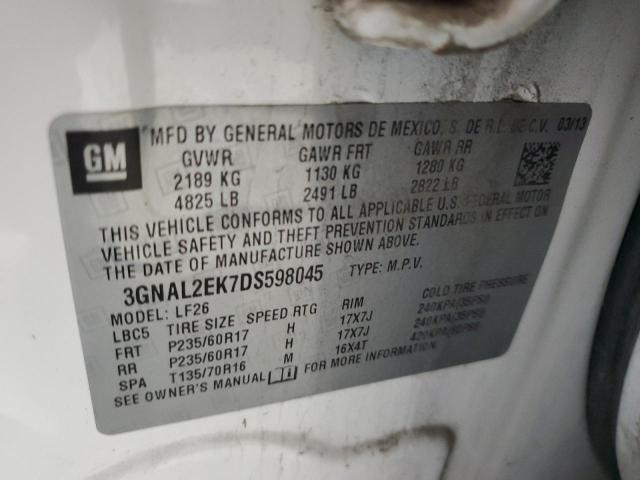 GM
MFD BY GENERAL MOTORS DE MEXICO, S. DE R.L. DE C.V. 03/13
GVWR GAWR FRT GAWR RR
2189 KG 1130 KG 1280 KG
4825 LB 2491 LB 2822 LB
THIS VEHICLE CONFORMS TO ALL APPLICABLE U.S. FEDERAL MOTOR
VEHICLE SAFETY AND THEFT PREVENTION STANDARDS IN EFFECT ON
THE DATE OF MANUFACTURE SHOWN ABOVE.
3GNAL2EK7DS598045 TYPE: M.P.V.
MODEL: LF26
LBC5 TIRE SIZE SPEED RTG RIM COLD TIRE PRESSURE
FRT P235/60R17 H 17X7J 240KPA(35PSI)
RR P235/60R17 H 17X7J 240KPA(35PSI)
SPA T135/70R16 M 16X4T 420KPA(60PSI)
SEE OWNER'S MANUAL FOR MORE INFORMATION.